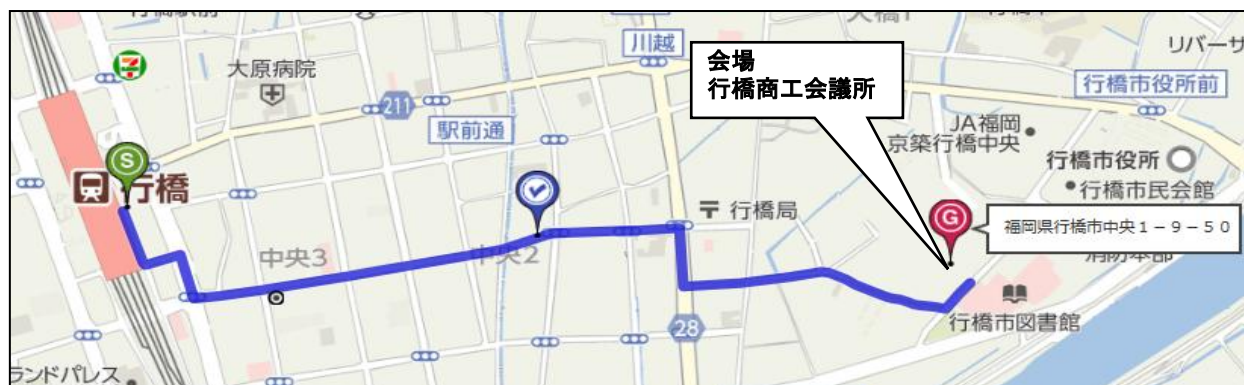 川越
リバーサ
会場
行橋商工会議所
大原病院
行橋市役所前
211
駅前通
JA福岡
京築行橋中央
行橋市役所
S
行橋
行橋市民会館
〒 行橋局
G
福岡県行橋市中央1-9-50
中央3
中央2
消防本部
28
行橋市図書館
ランドパレス